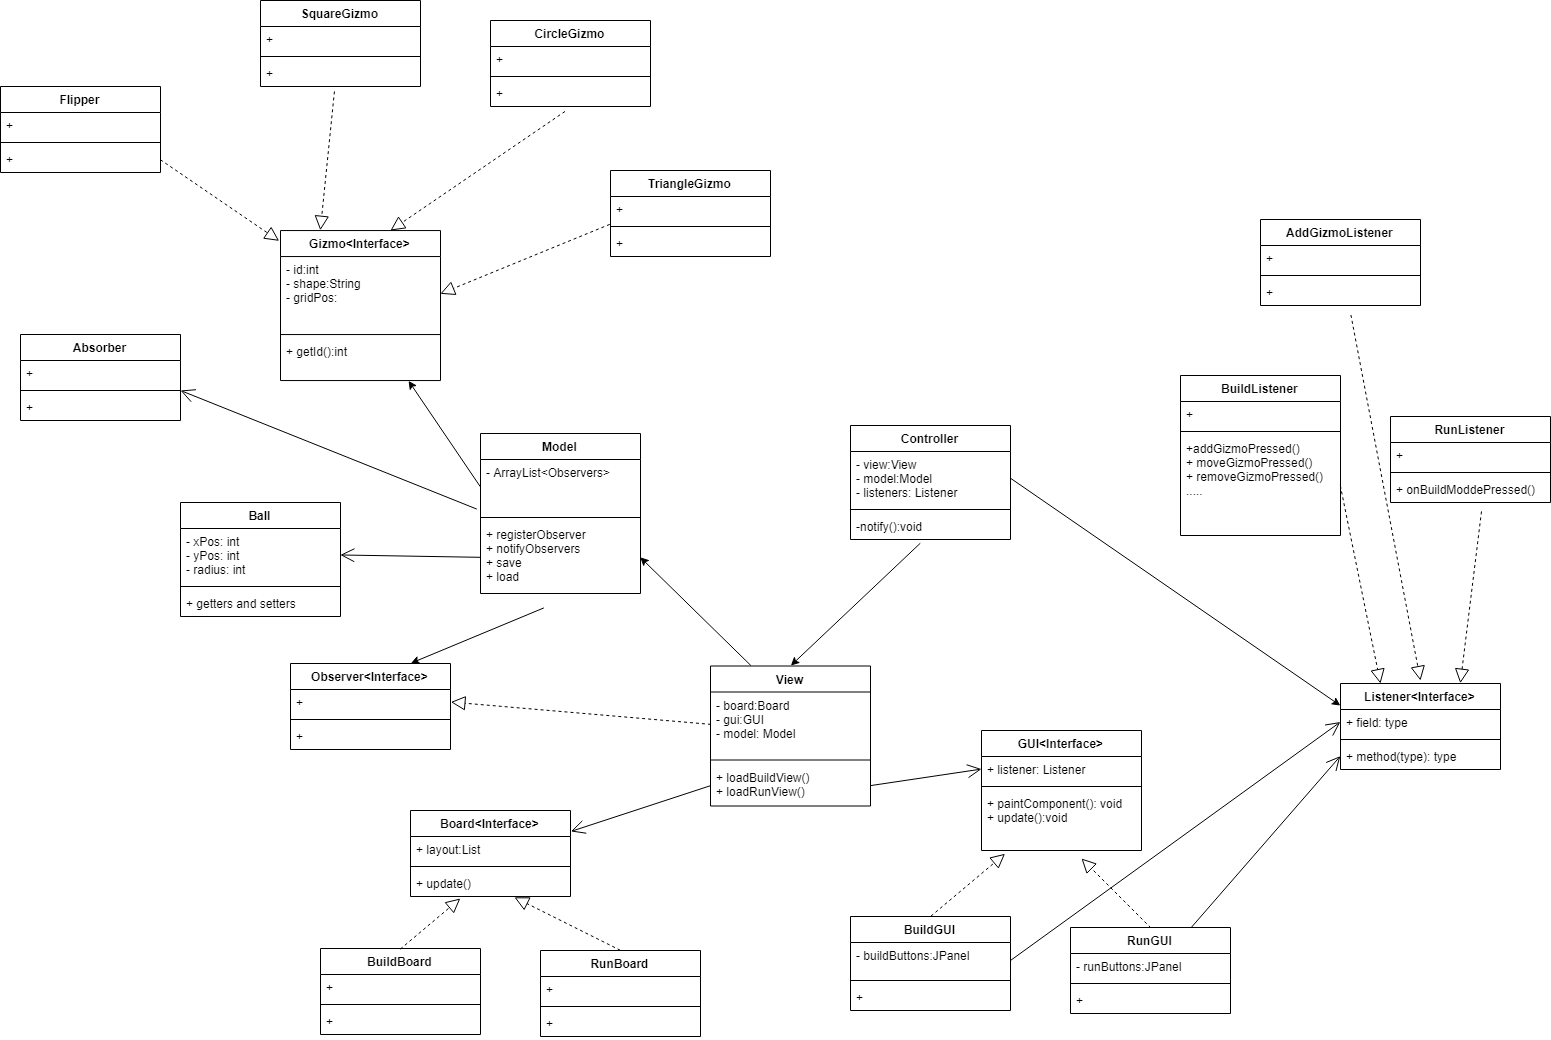 SquareGizmo
+
+
CircleGizmo
+
+
Flipper
+
+
TriangleGizmo
+
+
Gizmo<Interface>
- id:int
- shape:String
- gridPos:
+ getId():int
AddGizmoListener
+
+
Absorber
+
+
BuildListener
+
+addGizmoPressed()
+ moveGizmoPressed()
+ removeGizmoPressed()
.....
RunListener
+
+ onBuildModdePressed()
Model
- ArrayList<Observers>
+ registerObserver
+ notifyObservers
+ save
+ load
Controller
- view:View
- model:Model
- listeners: Listener
-notify():void
Ball
- xPos: int
- yPos: int
- radius: int
+ getters and setters
Observer<Interface>
+
+
View
- board:Board
- gui:GUI
- model: Model
+ loadBuildView()
+ loadRunView()
Listener<Interface>
+ field: type
+ method(type): type
GUI<Interface>
+ listener: Listener
+ paintComponent(): void
+ update():void
Board<Interface>
+ layout:List
+ update()
BuildGUI
- buildButtons:JPanel
+
RunGUI
- runButtons:JPanel
+
BuildBoard
+
+
RunBoard
+
+